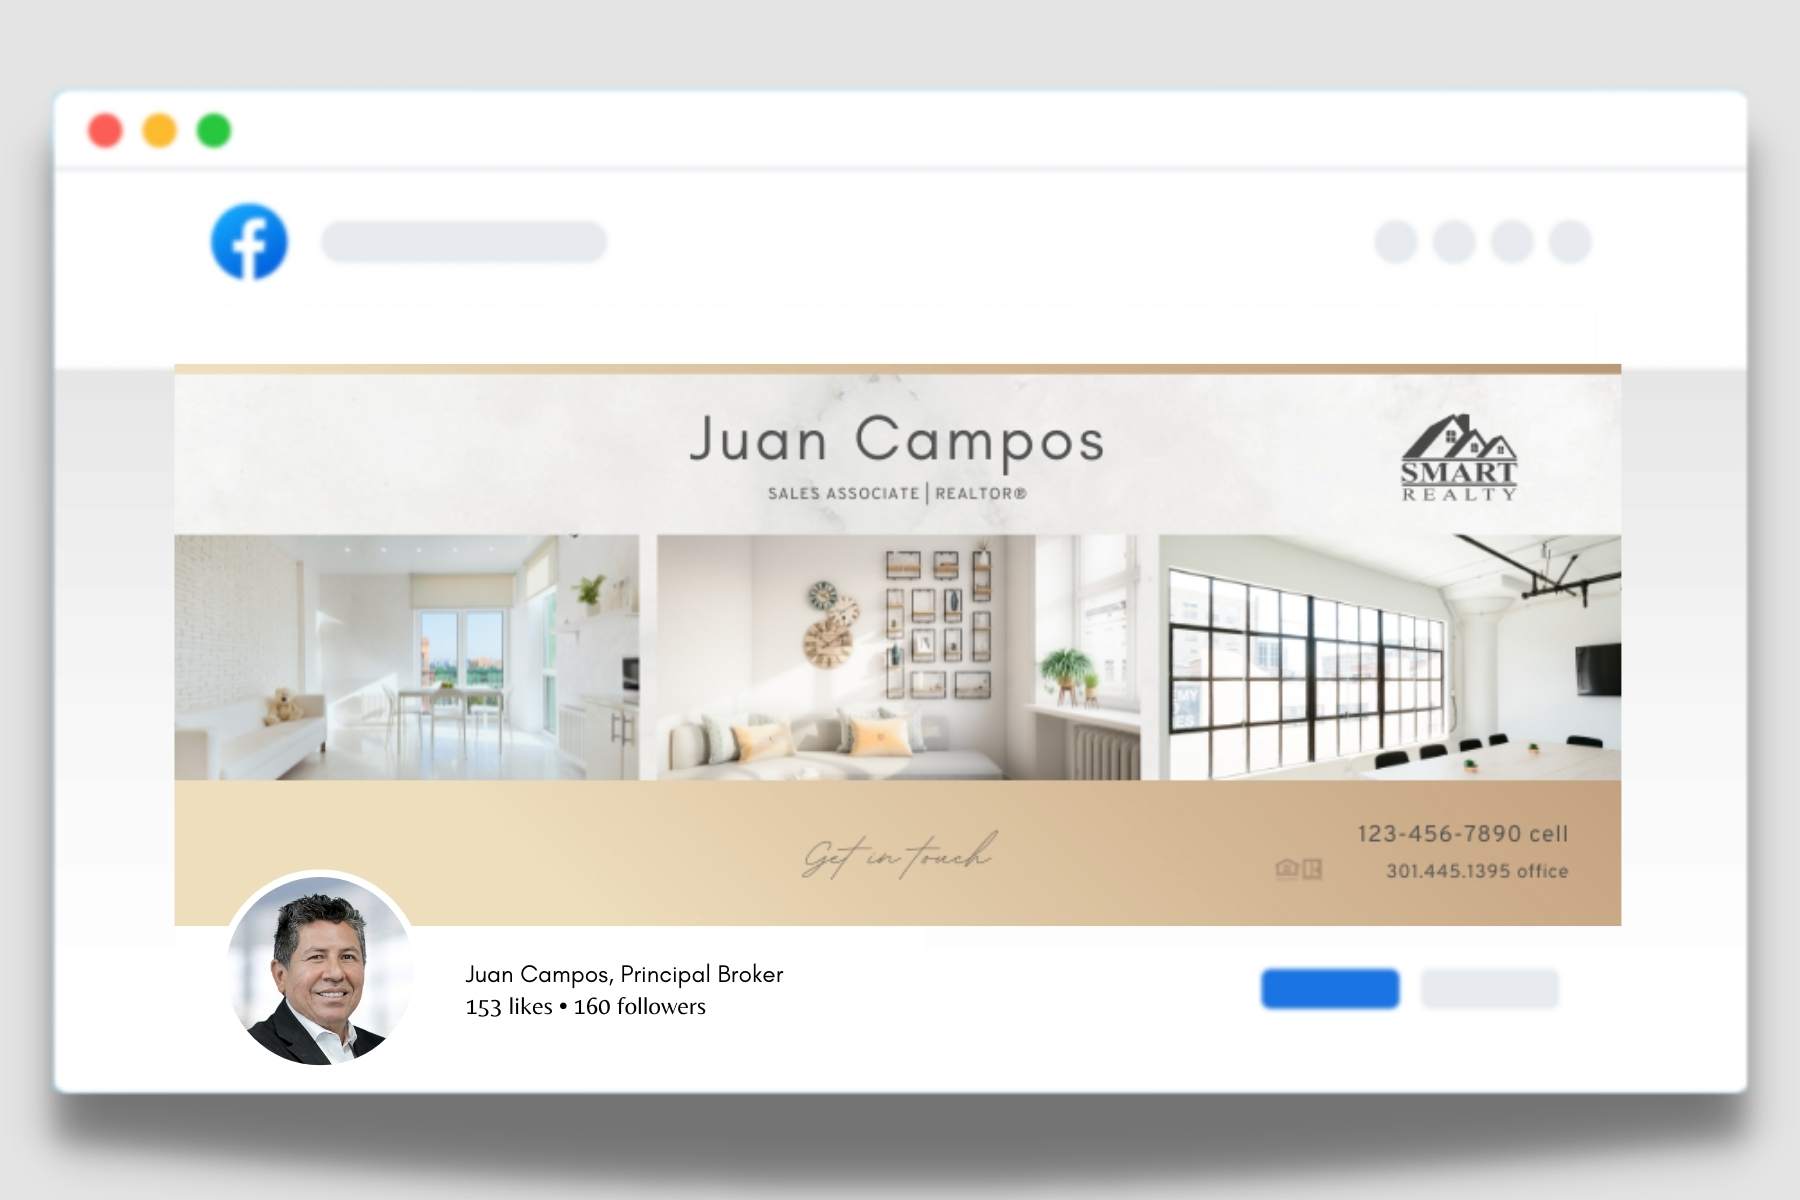 Juan Campos
SALES ASSOCIATE | REALTOR®
SMART
REALTY
Get in touch
123-456-7890 cell
301.445.1395 office
Juan Campos, Principal Broker
153 likes • 160 followers